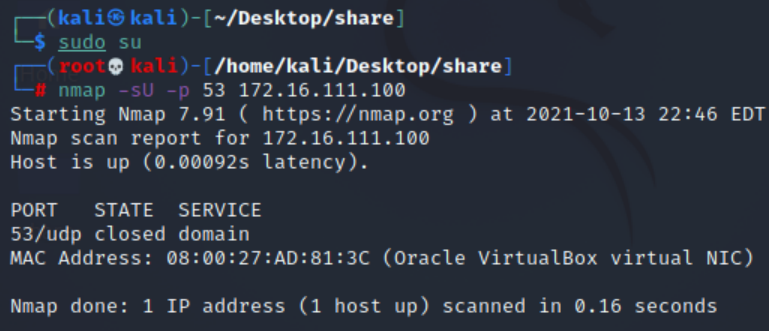 ┌──(kali㉿kali)-[~/Desktop/share]
└─$ sudo su
┌──(root💀kali)-[/home/kali/Desktop/share]
└─# nmap -sU -p 53 172.16.111.100
Starting Nmap 7.91 ( https://nmap.org ) at 2021-10-13 22:46 EDT
Nmap scan report for 172.16.111.100
Host is up (0.00092s latency).
PORT   STATE  SERVICE
53/udp closed domain
MAC Address: 08:00:27:AD:81:3C (Oracle VirtualBox virtual NIC)
Nmap done: 1 IP address (1 host up) scanned in 0.16 seconds